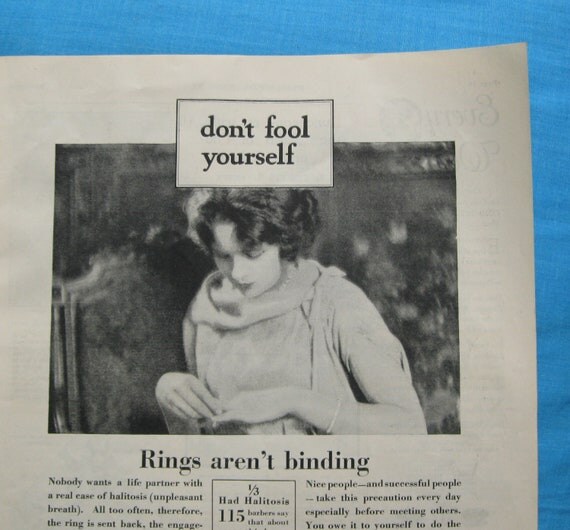 don't fool
yourself
Rings aren't binding
Nobody wants a life partner with
a real case of halitosis (unpleasant
breath). All too often, therefore,
the ring is sent back, the engage-
1/3
Had Halitosis
115 barbers say
that about
Nice people—and successful people
—take this precaution every day
especially before meeting others.
You owe it to yourself to do the